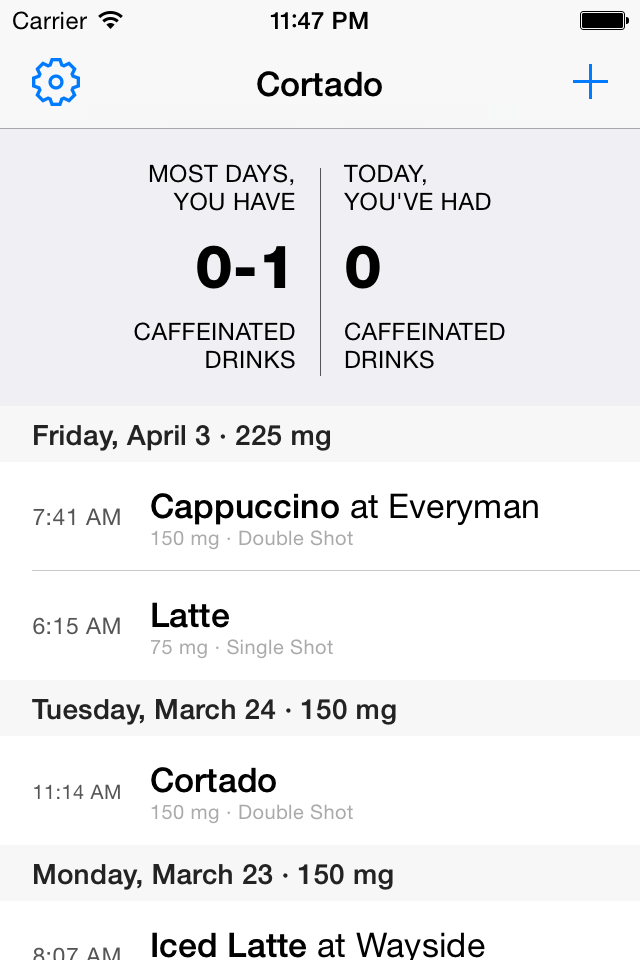 Carrier 11:47 PM
Cortado
MOST DAYS,
YOU HAVE
0-1
CAFFEINATED
DRINKS
TODAY,
YOU'VE HAD
0
CAFFEINATED
DRINKS
Friday, April 3 · 225 mg
7:41 AM Cappuccino at Everyman
150 mg · Double Shot
6:15 AM Latte
75 mg · Single Shot
Tuesday, March 24 · 150 mg
11:14 AM Cortado
150 mg · Double Shot
Monday, March 23 · 150 mg
8:07 AM Iced Latte at Wayside